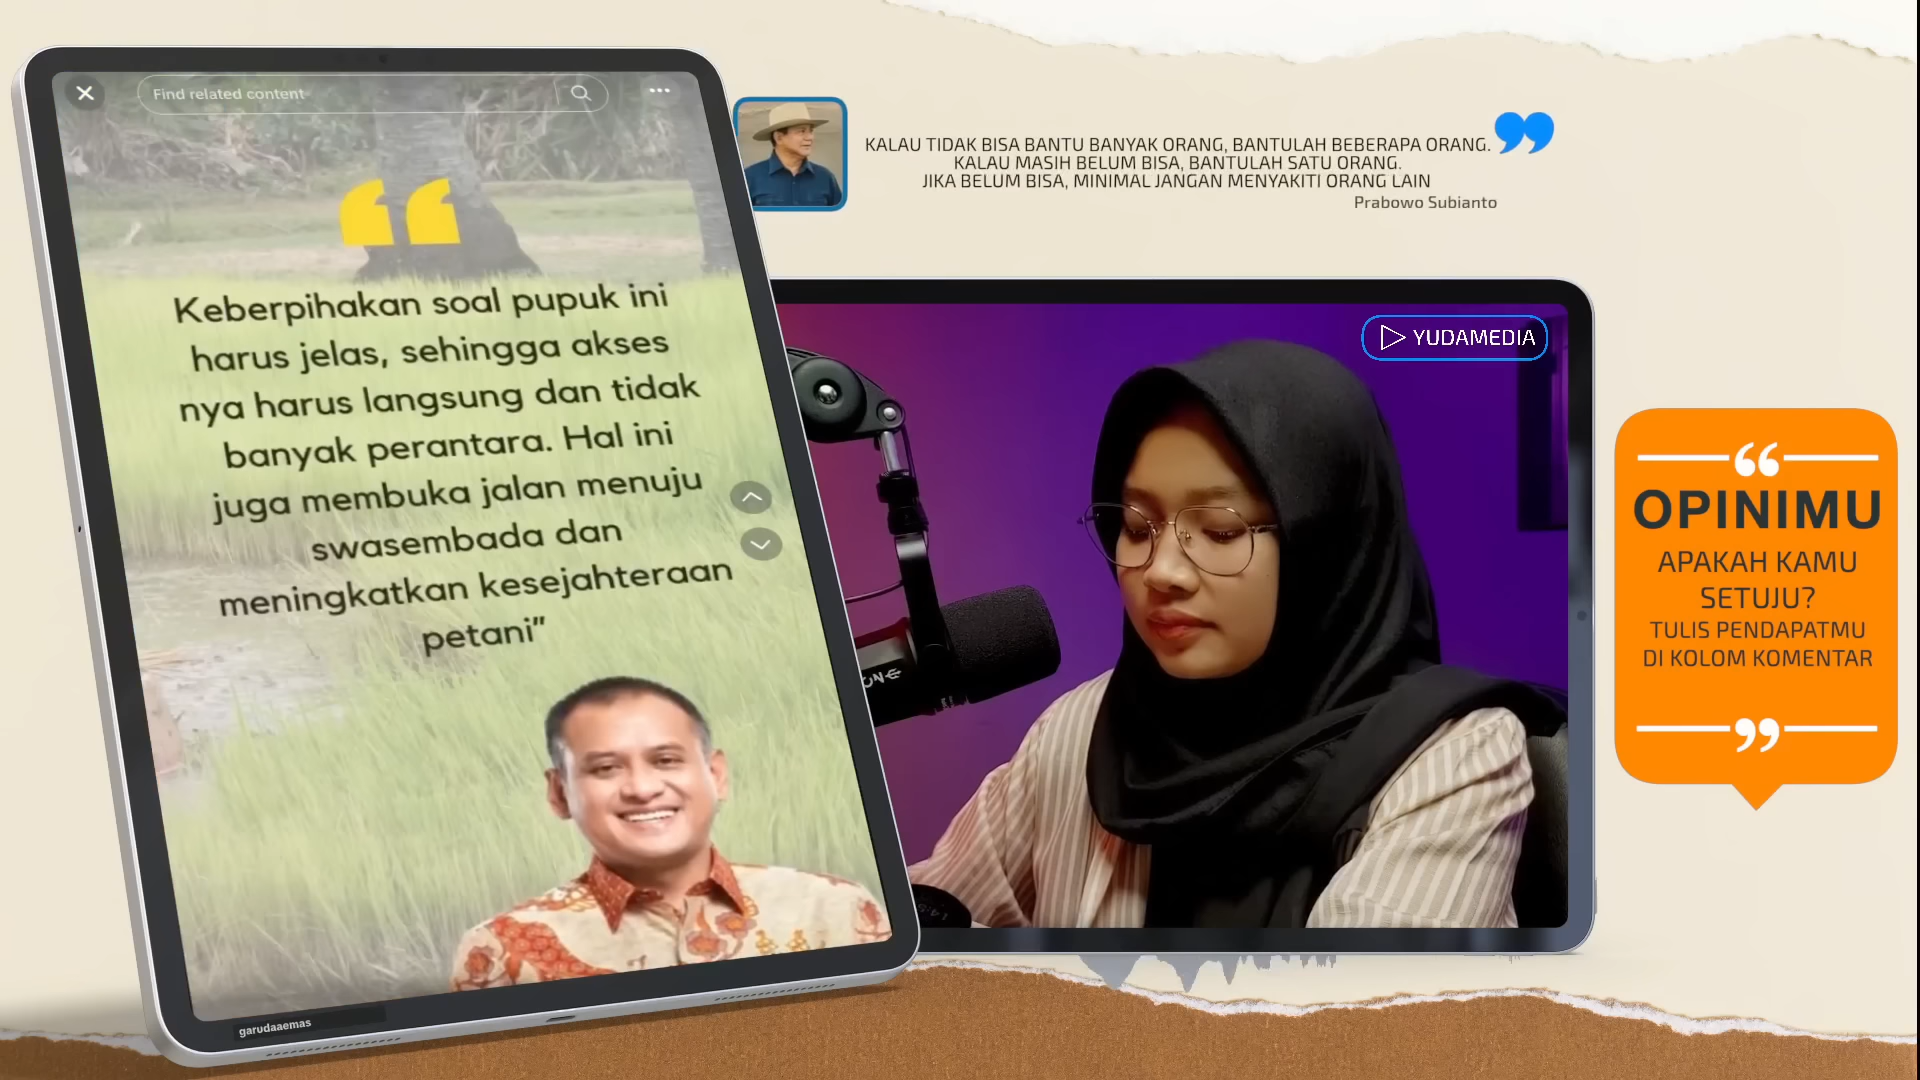 Find related content
Keberpihakan soal pupuk ini
harus jelas, sehingga akses
nya harus langsung dan tidak
banyak perantara. Hal ini
juga membuka jalan menuju
swasembada dan
meningkatkan kesejahteraan
petani”
garudaaemas
KALAU TIDAK BISA BANTU BANYAK ORANG, BANTULAH BEBERAPA ORANG.
KALAU MASIH BELUM BISA, BANTULAH SATU ORANG.
JIKA BELUM BISA, MINIMAL JANGAN MENYAKITI ORANG LAIN
Prabowo Subianto
YUDAMEDIA
OPINIMU
APAKAH KAMU
SETUJU?
TULIS PENDAPATMU
DI KOLOM KOMENTAR